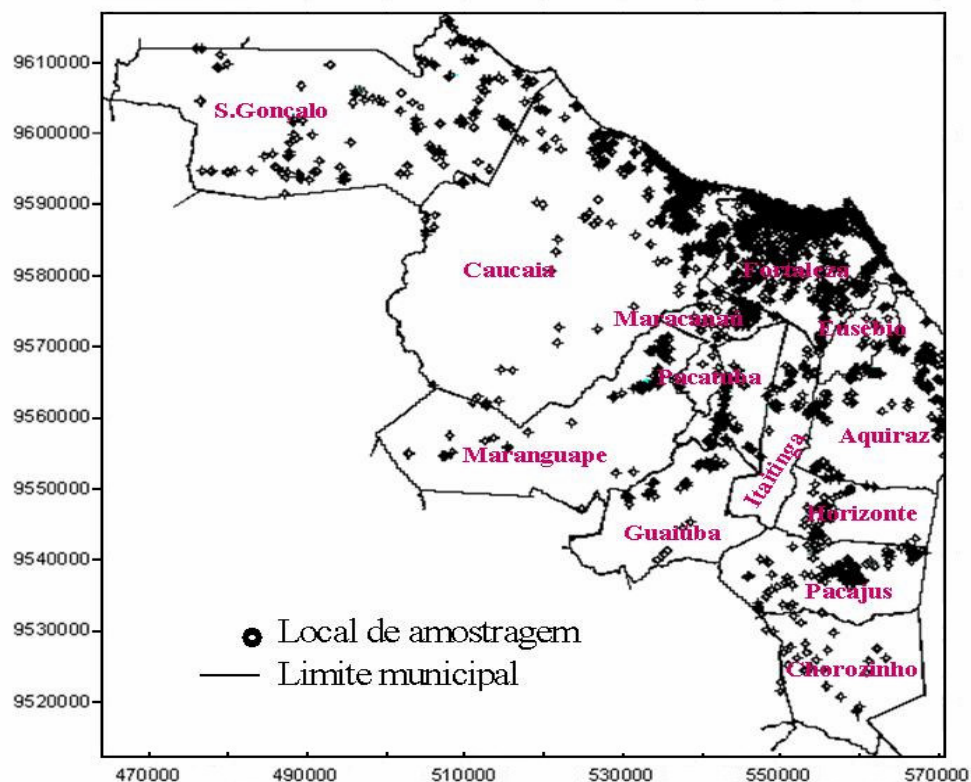 9610000
9600000
9590000
9580000
9570000
9560000
9550000
9540000
9530000
9520000
S.Gonçalo
Caucaia
Fortaleza
Maracanaú
Eusébio
Pacatuba
Aquiraz
Maranguape
Itaitinga
Horizonte
Guaiuba
Pacajus
Chorozinho
Local de amostragem
Limite municipal
470000 490000 510000 530000 550000 570000